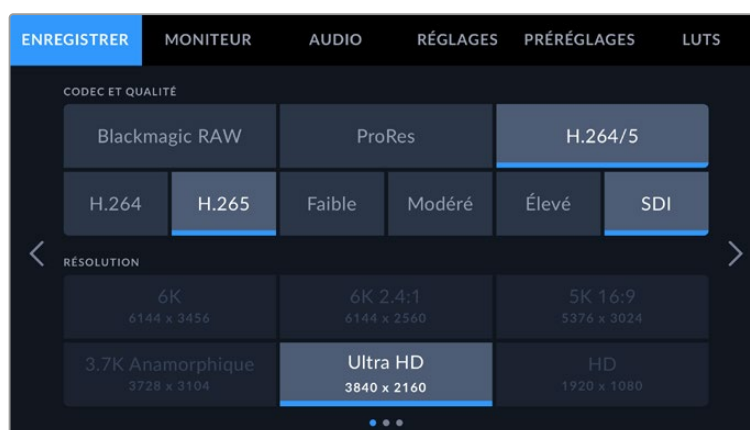 ENREGISTRER MONITEUR AUDIO RÉGLAGES PRÉRÉGLAGES LUTS
CODEC ET QUALITÉ
Blackmagic RAW ProRes H.264/5
H.264 H.265 Faible Modéré Élevé SDI
RÉSOLUTION
6K 6K 2.4:1 5K 16:9
6144 x 3456 6144 x 2560 5376 x 3024
3.7K Anamorphique Ultra HD HD
3728 x 3104 3840 x 2160 1920 x 1080